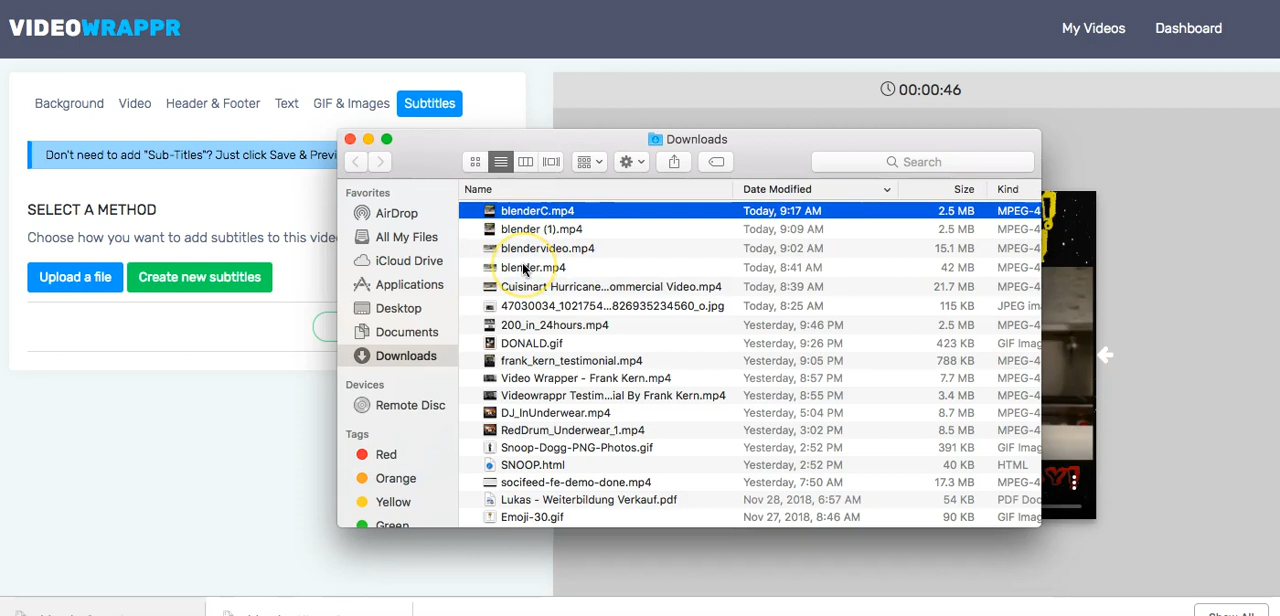 VIDEOWRAPPR
My Videos Dashboard
Background Video Header & Footer Text GIF & Images Subtitles
00:00:46
Don't need to add "Sub-Titles"? Just click Save & Previ
SELECT A METHOD
Choose how you want to add subtitles to this vide
Upload a file Create new subtitles
Downloads
Search
Favorites
AirDrop
All My Files
iCloud Drive
Applications
Desktop
Documents
Downloads
Devices
Remote Disc
Tags
Red
Orange
Yellow
Green
Name Date Modified Size Kind
blenderC.mp4 Today, 9:17 AM 2.5 MB MPEG-4
blender (1).mp4 Today, 9:09 AM 2.5 MB MPEG-4
blendervideo.mp4 Today, 9:02 AM 15.1 MB MPEG-4
blender.mp4 Today, 8:41 AM 42 MB MPEG-4
Cuisinart Hurricane...ommercial Video.mp4 Today, 8:39 AM 21.7 MB MPEG-4
47030034_1021754...826935234560_o.jpg Today, 8:25 AM 115 KB JPEG im
200_in_24hours.mp4 Yesterday, 9:46 PM 2.5 MB MPEG-4
DONALD.gif Yesterday, 9:26 PM 423 KB GIF Imag
frank_kern_testimonial.mp4 Yesterday, 9:05 PM 788 KB MPEG-4
Video Wrapper - Frank Kern.mp4 Yesterday, 8:57 PM 7.7 MB MPEG-4
Videowrappr Testim...ial By Frank Kern.mp4 Yesterday, 8:55 PM 3.4 MB MPEG-4
DJ_InUnderwear.mp4 Yesterday, 5:04 PM 8.7 MB MPEG-4
RedDrum_Underwear_1.mp4 Yesterday, 3:02 PM 8.5 MB MPEG-4
Snoop-Dogg-PNG-Photos.gif Yesterday, 2:52 PM 391 KB GIF Imag
SNOOP.html Yesterday, 2:52 PM 40 KB HTML
socifeed-fe-demo-done.mp4 Yesterday, 7:50 AM 17.3 MB MPEG-4
Lukas - Weiterbildung Verkauf.pdf Nov 28, 2018, 6:57 AM 54 KB PDF Doc
Emoji-30.gif Nov 27, 2018, 8:46 AM 90 KB GIF Imag